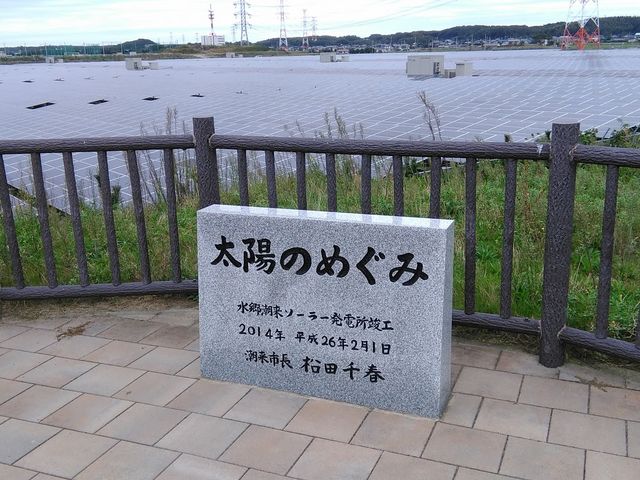 太陽のめぐみ
水郷潮来ソーラー発電所竣工
2014年 平成26年2月1日
潮来市長 松田千春